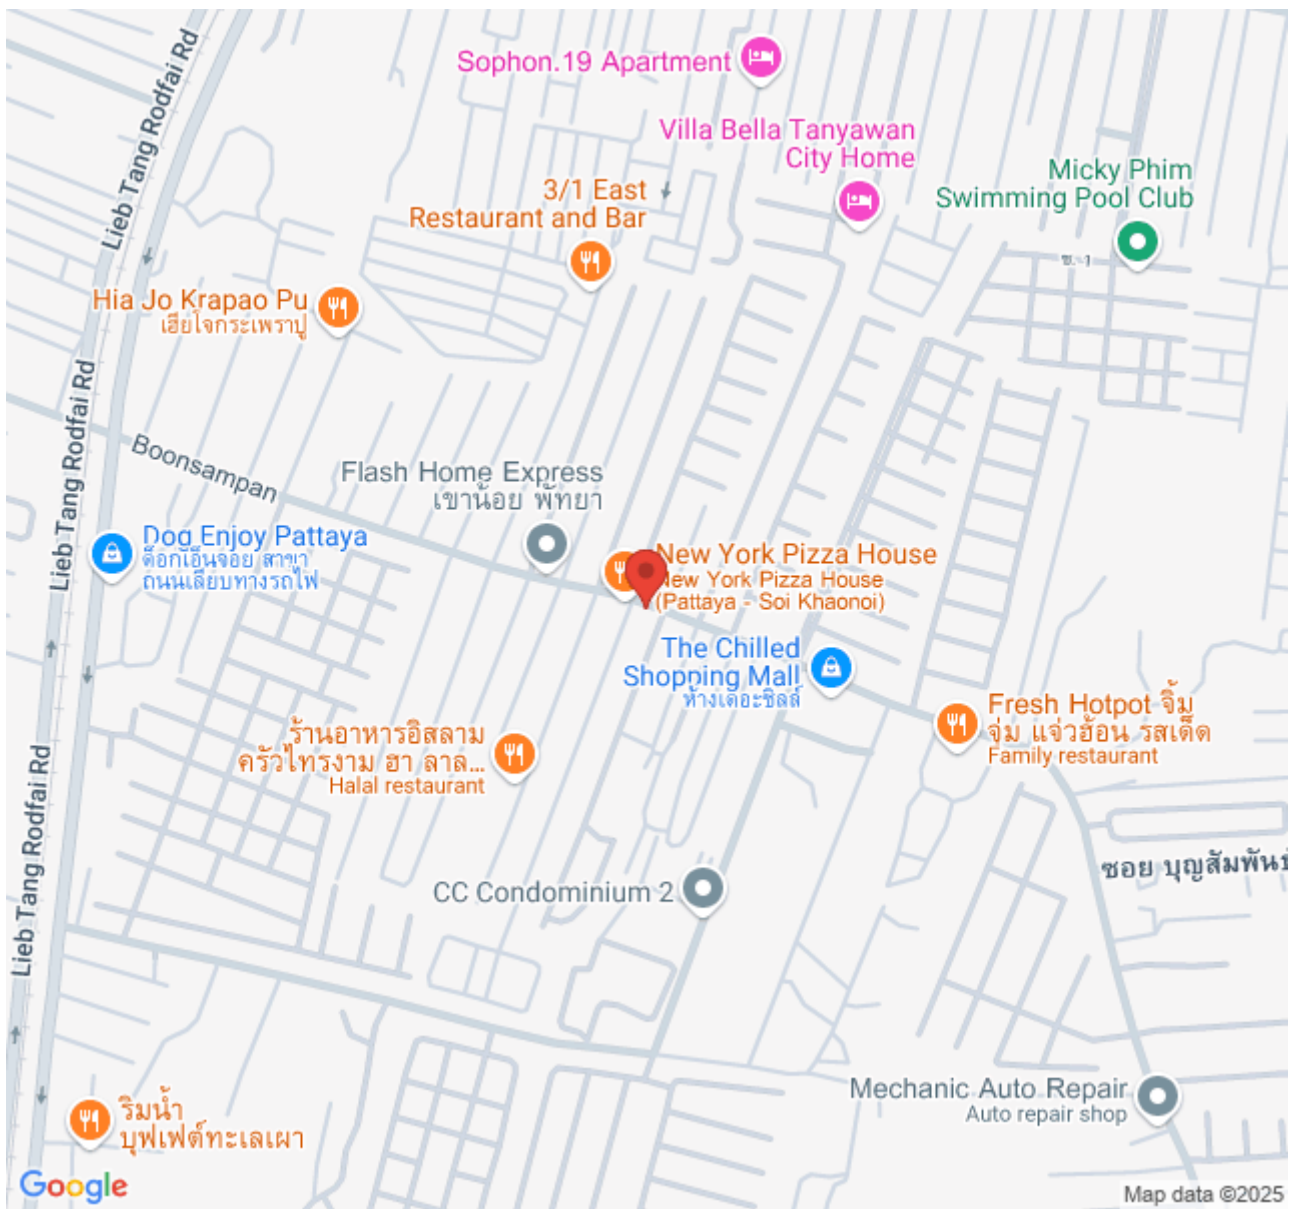 Sophon.19 Apartment
Villa Bella Tanyawan
City Home
Micky Phim
Swimming Pool Club
3/1 East
Restaurant and Bar
ซ. 1
Lieb Tang Rodfai Rd
Hia Jo Krapao Pu
เฮียโจกระเพราปู
Lieb Tang Rodfai Rd
Boonsampan
Flash Home Express
เขาน้อย พัทยา
Dog Enjoy Pattaya
ด็อกเอ็นจอย สาขา
ถนนเลียบทางรถไฟ
New York Pizza House
New York Pizza House
(Pattaya - Soi Khaonoi)
The Chilled
Shopping Mall
ห้างเดอะชิลล์
Fresh Hotpot จิ้ม
จุ่ม แจ่วฮ้อน รสเด็ด
Family restaurant
ร้านอาหารอิสลาม
ครัวไทรงาม ฮา ลาล...
Halal restaurant
Lieb Tang Rodfai Rd
ซอย บุญสัมพันธ์
CC Condominium 2
Mechanic Auto Repair
Auto repair shop
ริมน้ำ
บุฟเฟต์ทะเลเผา
Google
Map data ©2025